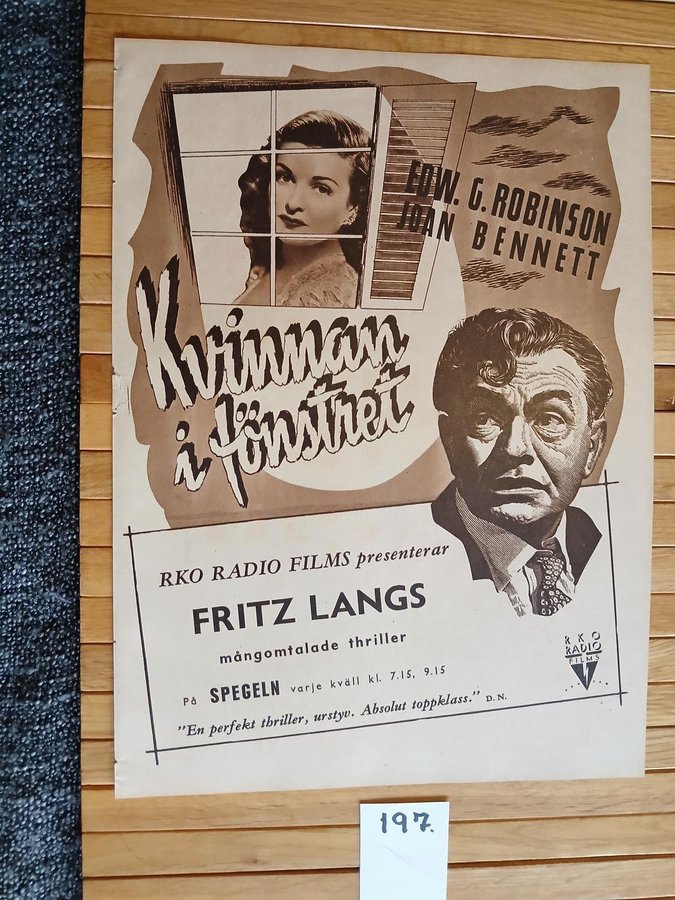 EDW. G. ROBINSON
JOAN BENNETT
Kvinnan
i fönstret
RKO RADIO FILMS presenterar
FRITZ LANGS
mångomtalade thriller
På SPEGELN varje kväll kl. 7.15, 9.15
"En perfekt thriller, urstyv. Absolut toppklass." D.N.
RKO
RADIO
FILMS
197.